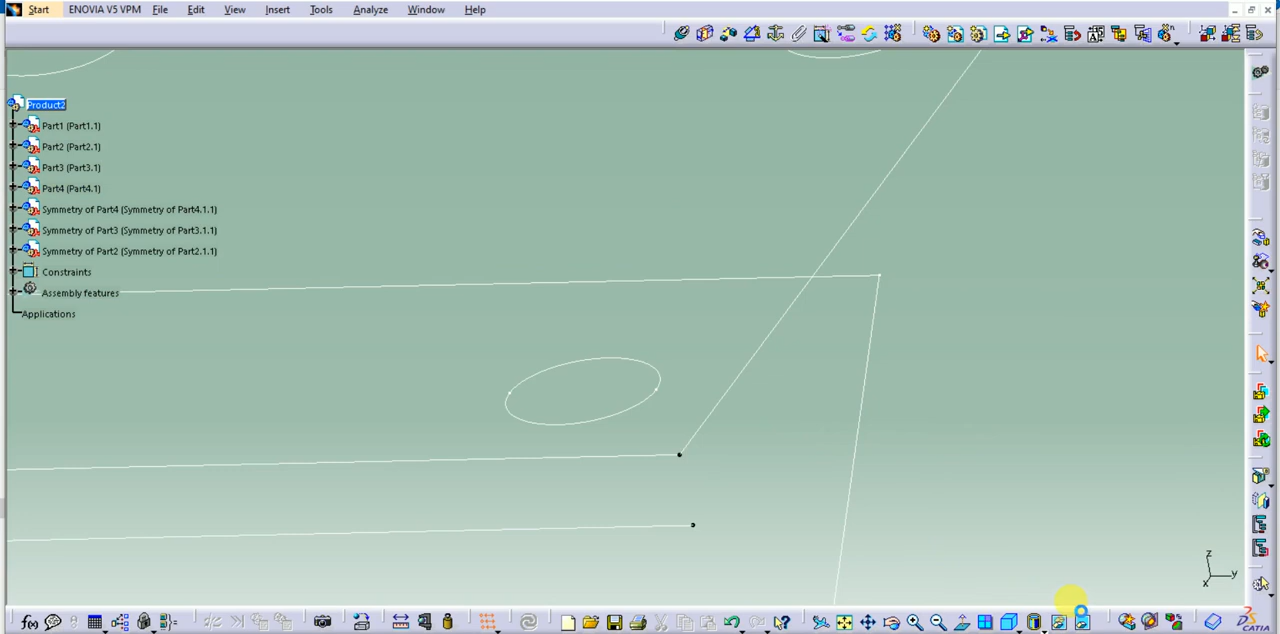 Start ENOVIA V5 VPM File Edit View Insert Tools Analyze Window Help
Product2
Part1 (Part1.1)
Part2 (Part2.1)
Part3 (Part3.1)
Part4 (Part4.1)
Symmetry of Part4 (Symmetry of Part4.1.1)
Symmetry of Part3 (Symmetry of Part3.1.1)
Symmetry of Part2 (Symmetry of Part2.1.1)
Constraints
Assembly features
Applications
z
x y
f(x)
CATIA